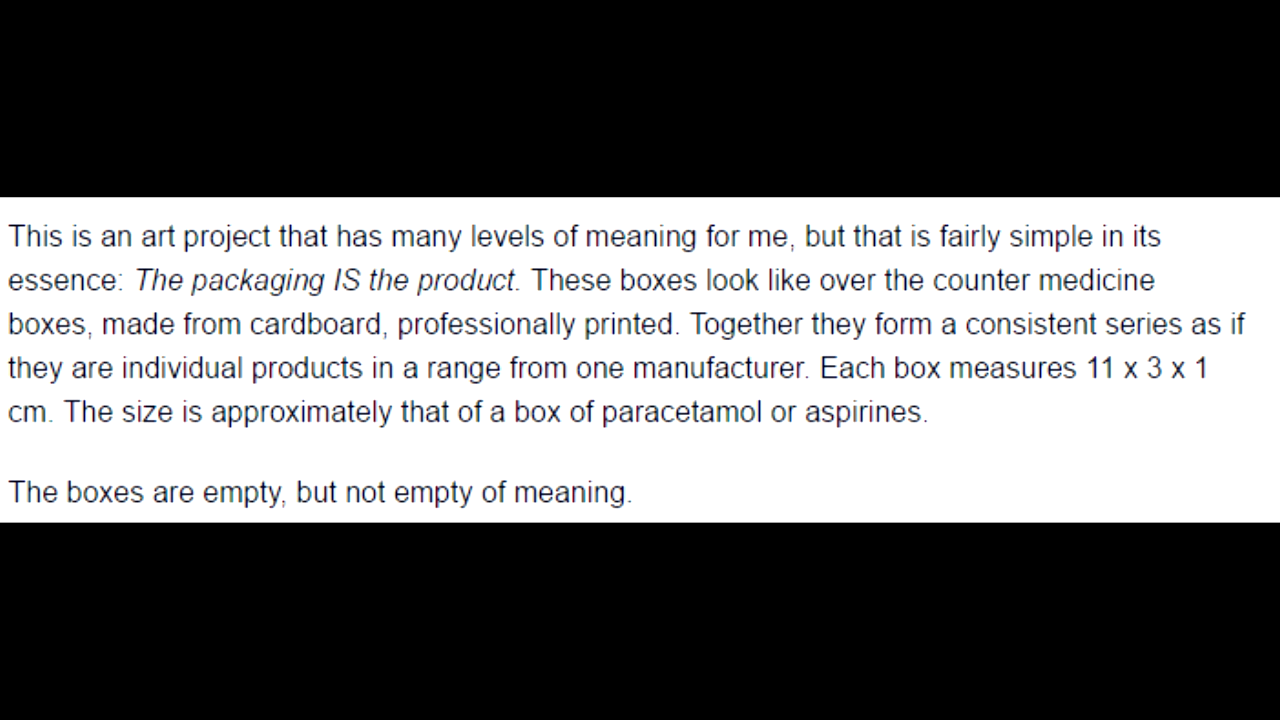 This is an art project that has many levels of meaning for me, but that is fairly simple in its
essence: The packaging IS the product. These boxes look like over the counter medicine
boxes, made from cardboard, professionally printed. Together they form a consistent series as if
they are individual products in a range from one manufacturer. Each box measures 11 x 3 x 1
cm. The size is approximately that of a box of paracetamol or aspirines.
The boxes are empty, but not empty of meaning.